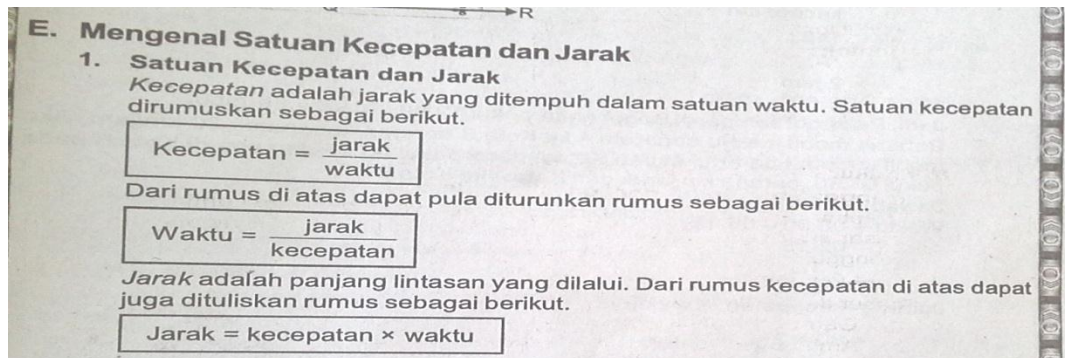 R
E. Mengenal Satuan Kecepatan dan Jarak
1. Satuan Kecepatan dan Jarak
Kecepatan adalah jarak yang ditempuh dalam satuan waktu. Satuan kecepatan
dirumuskan sebagai berikut.
Kecepatan = jarak
waktu
Dari rumus di atas dapat pula diturunkan rumus sebagai berikut.
Waktu = jarak
kecepatan
Jarak adalah panjang lintasan yang dilalui. Dari rumus kecepatan di atas dapat
juga dituliskan rumus sebagai berikut.
Jarak = kecepatan × waktu